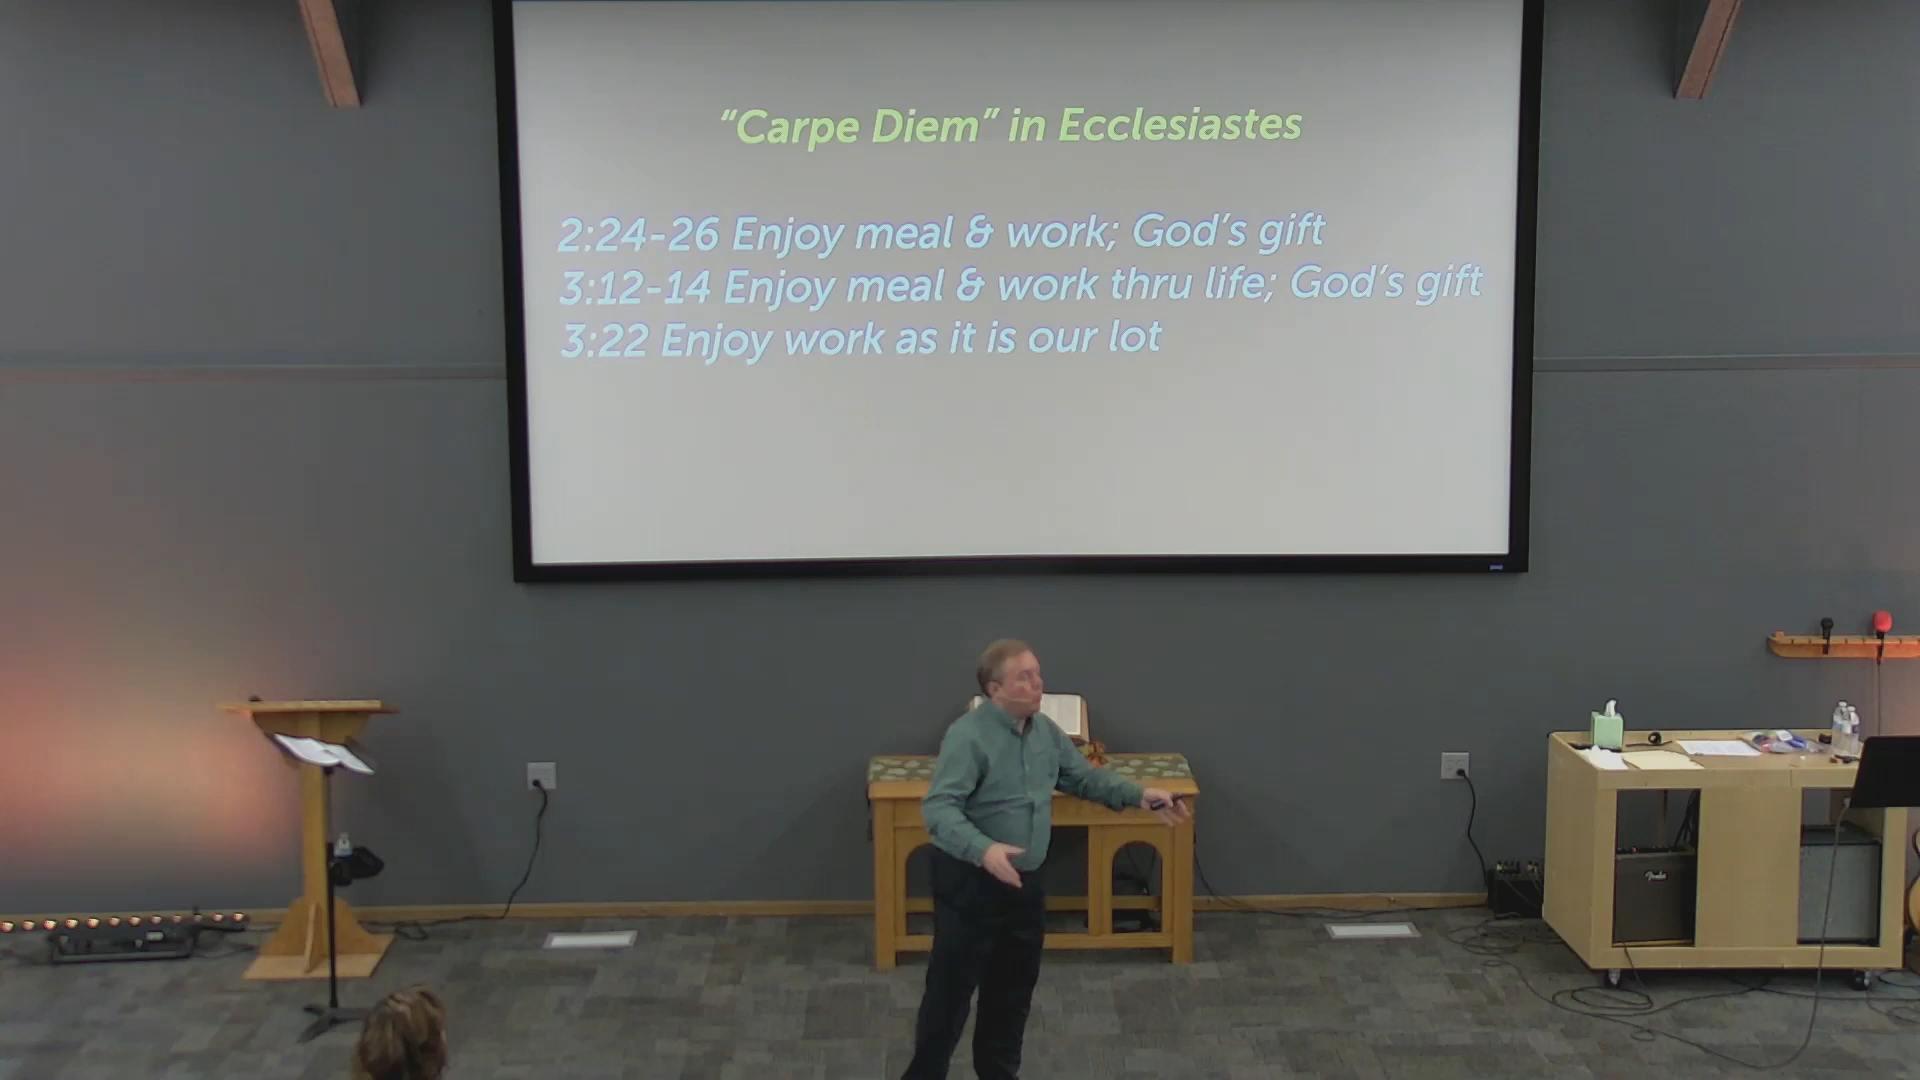 “Carpe Diem” in Ecclesiastes
2:24-26 Enjoy meal & work; God’s gift
3:12-14 Enjoy meal & work thru life; God’s gift
3:22 Enjoy work as it is our lot
Fender